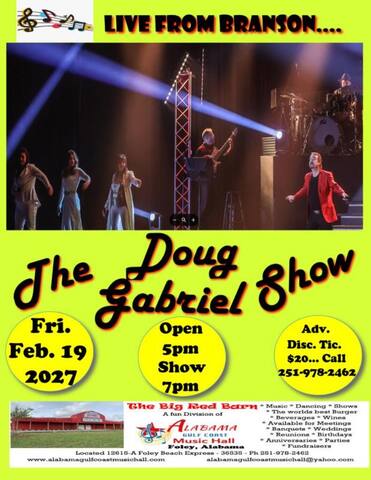 LIVE FROM BRANSON....
The Doug
Gabriel Show
Fri.
Feb. 19
2027
Open
5pm
Show
7pm
Adv.
Disc. Tic.
$20... Call
251-978-2462
The Big Red Barn
A fun Division of
ALABAMA
GULF COAST
Music Hall
Foley, Alabama
* Music * Dancing * Shows
* The worlds best Burger
* Beverages * Wines
* Available for Meetings
* Banquets * Weddings
* Reunions * Birthdays
* Anniversaries * Parties
* Fundraisers
Located 12615-A Foley Beach Express - 36535 - Ph 251-978-2462
www.alabamagulfcoastmusichall.com alabamagulfcoastmusichall@yahoo.com